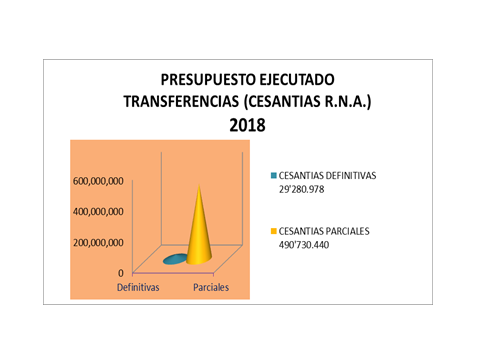 PRESUPUESTO EJECUTADO
TRANSFERENCIAS (CESANTIAS R.N.A.)
2018
600,000,000
400,000,000
200,000,000
0
Definitivas
Parciales
CESANTIAS DEFINITIVAS
29'280.978
CESANTIAS PARCIALES
490'730.440